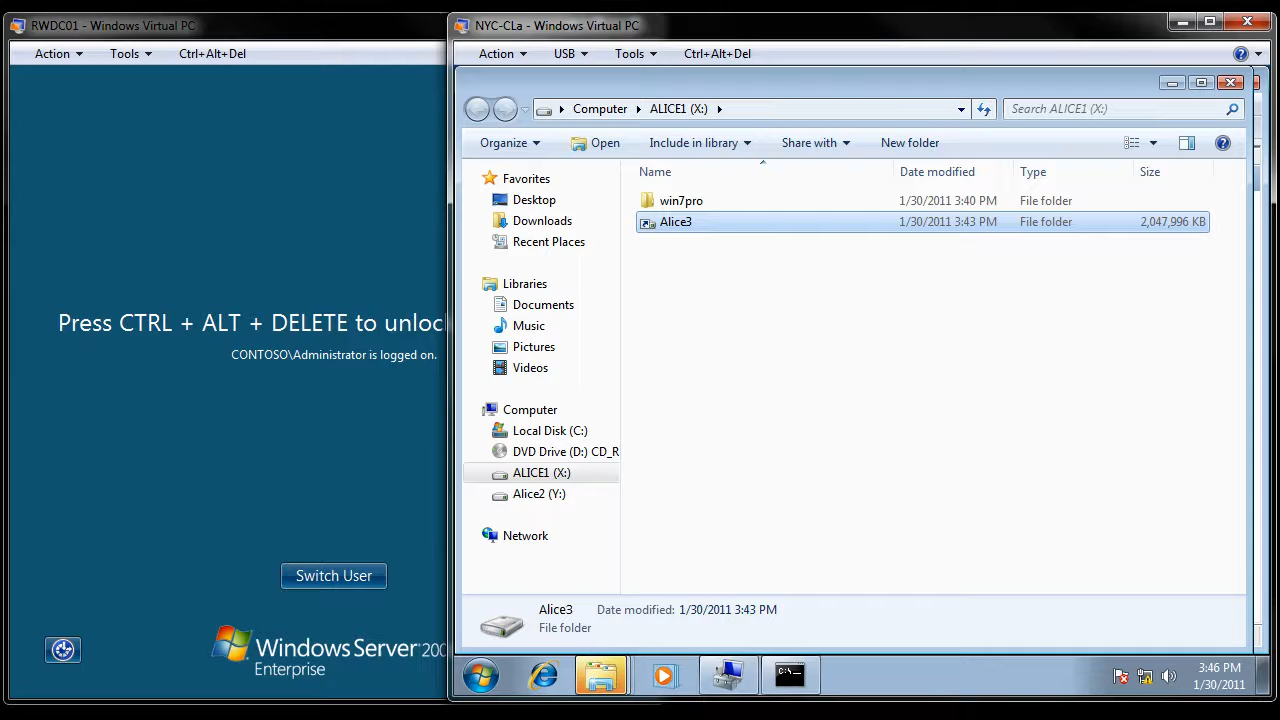 RWDC01 - Windows Virtual PC
Action Tools Ctrl+Alt+Del
Press CTRL + ALT + DELETE to unloc
CONTOSO\Administrator is logged on.
Switch User
Windows Server 200
Enterprise
NYC-CLa - Windows Virtual PC
Action USB Tools Ctrl+Alt+Del
Computer ALICE1 (X:) Search ALICE1 (X:)
Organize Open Include in library Share with New folder
Name Date modified Type Size
win7pro 1/30/2011 3:40 PM File folder
Alice3 1/30/2011 3:43 PM File folder 2,047,996 KB
Favorites
Desktop
Downloads
Recent Places
Libraries
Documents
Music
Pictures
Videos
Computer
Local Disk (C:)
DVD Drive (D:) CD_R
ALICE1 (X:)
Alice2 (Y:)
Network
Alice3 Date modified: 1/30/2011 3:43 PM
File folder
3:46 PM
1/30/2011